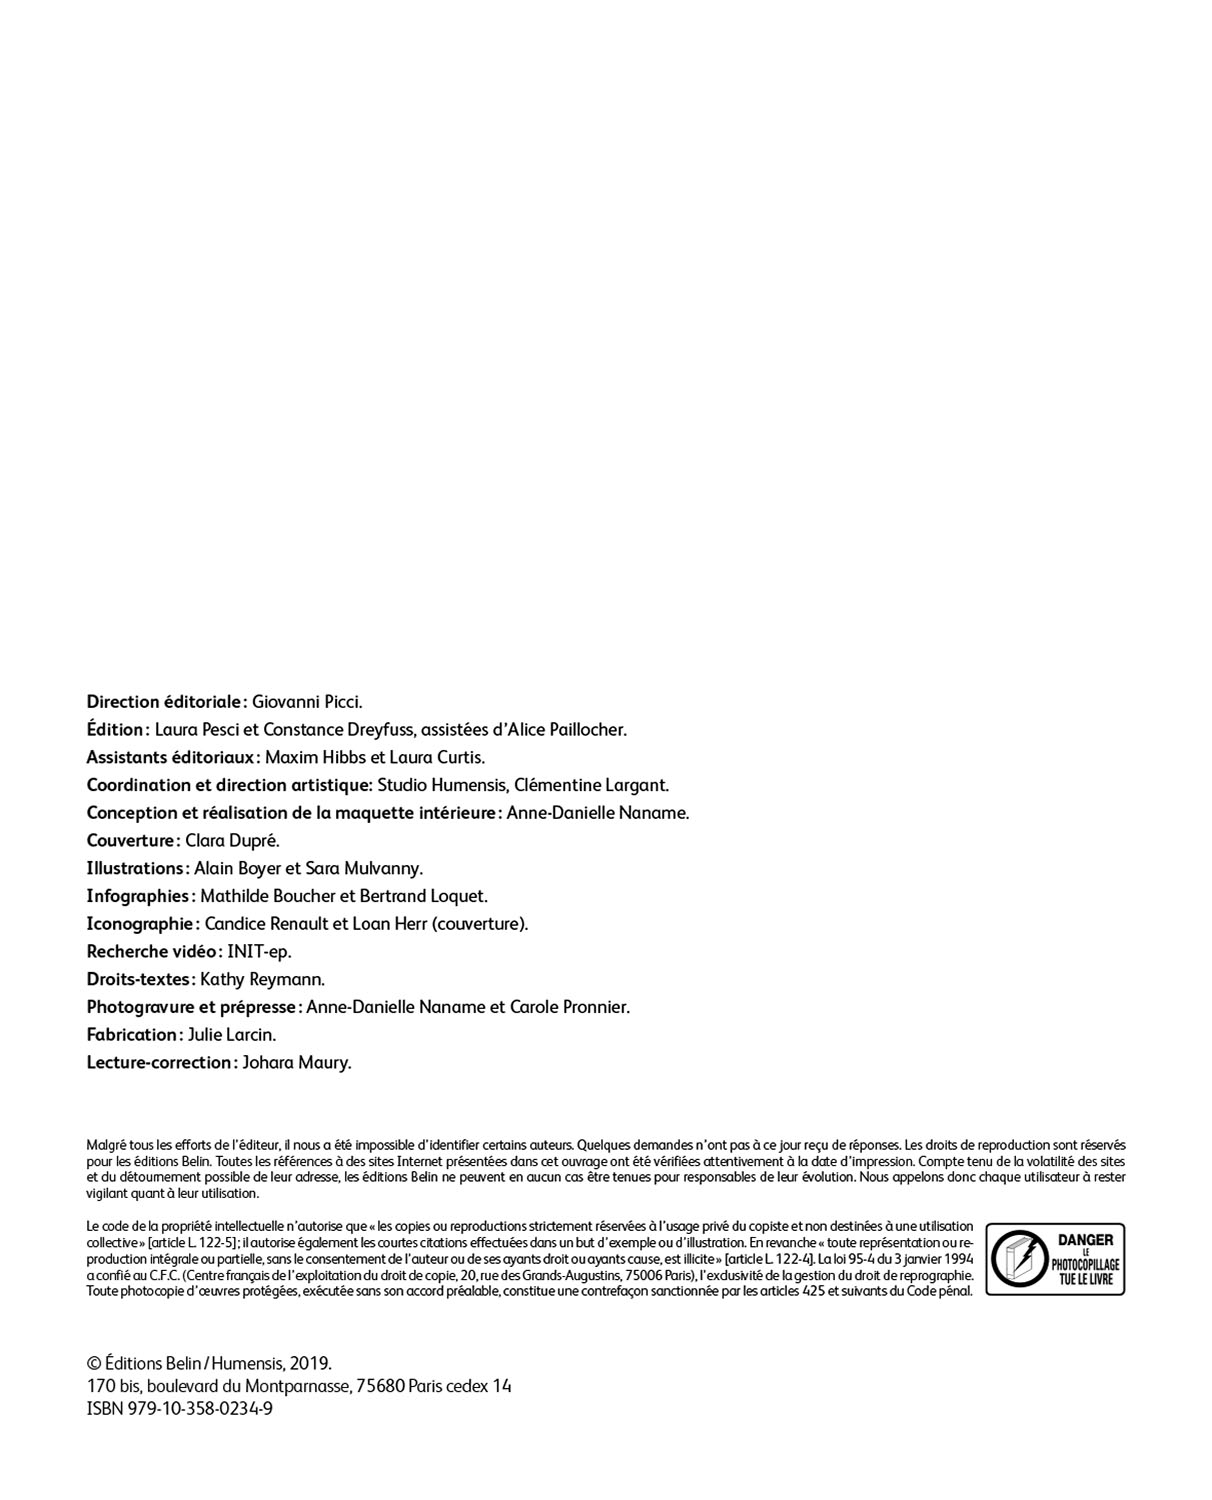 Direction éditoriale : Giovanni Picci.
Édition : Laura Pesci et Constance Dreyfuss, assistées d’Alice Paillocher.
Assistants éditoriaux : Maxim Hibbs et Laura Curtis.
Coordination et direction artistique: Studio Humensis, Clémentine Largant.
Conception et réalisation de la maquette intérieure : Anne-Danielle Naname.
Couverture : Clara Dupré.
Illustrations : Alain Boyer et Sara Mulvanny.
Infographies : Mathilde Boucher et Bertrand Loquet.
Iconographie : Candice Renault et Loan Herr (couverture).
Recherche vidéo : INIT-ep.
Droits-textes : Kathy Reymann.
Photogravure et prépresse : Anne-Danielle Naname et Carole Pronnier.
Fabrication : Julie Larcin.
Lecture-correction : Johara Maury.
Malgré tous les efforts de l’éditeur, il nous a été impossible d’identifier certains auteurs. Quelques demandes n’ont pas à ce jour reçu de réponses. Les droits de reproduction sont réservés
pour les éditions Belin. Toutes les références à des sites Internet présentées dans cet ouvrage ont été vérifiées attentivement à la date d’impression. Compte tenu de la volatilité des sites
et du détournement possible de leur adresse, les éditions Belin ne peuvent en aucun cas être tenues pour responsables de leur évolution. Nous appelons donc chaque utilisateur à rester
vigilant quant à leur utilisation.
Le code de la propriété intellectuelle n’autorise que « les copies ou reproductions strictement réservées à l’usage privé du copiste et non destinées à une utilisation
collective » [article L. 122-5] ; il autorise également les courtes citations effectuées dans un but d’exemple ou d’illustration. En revanche « toute représentation ou re-
production intégrale ou partielle, sans le consentement de l’auteur ou de ses ayants droit ou ayants cause, est illicite » [article L. 122-4]. La loi 95-4 du 3 janvier 1994
a confié au C.F.C. (Centre français de l’exploitation du droit de copie, 20, rue des Grands-Augustins, 75006 Paris), l’exclusivité de la gestion du droit de reprographie.
Toute photocopie d’œuvres protégées, exécutée sans son accord préalable, constitue une contrefaçon sanctionnée par les articles 425 et suivants du Code pénal.
DANGER
LE
PHOTOCOPILLAGE
TUE LE LIVRE
© Éditions Belin / Humensis, 2019.
170 bis, boulevard du Montparnasse, 75680 Paris cedex 14
ISBN 979-10-358-0234-9